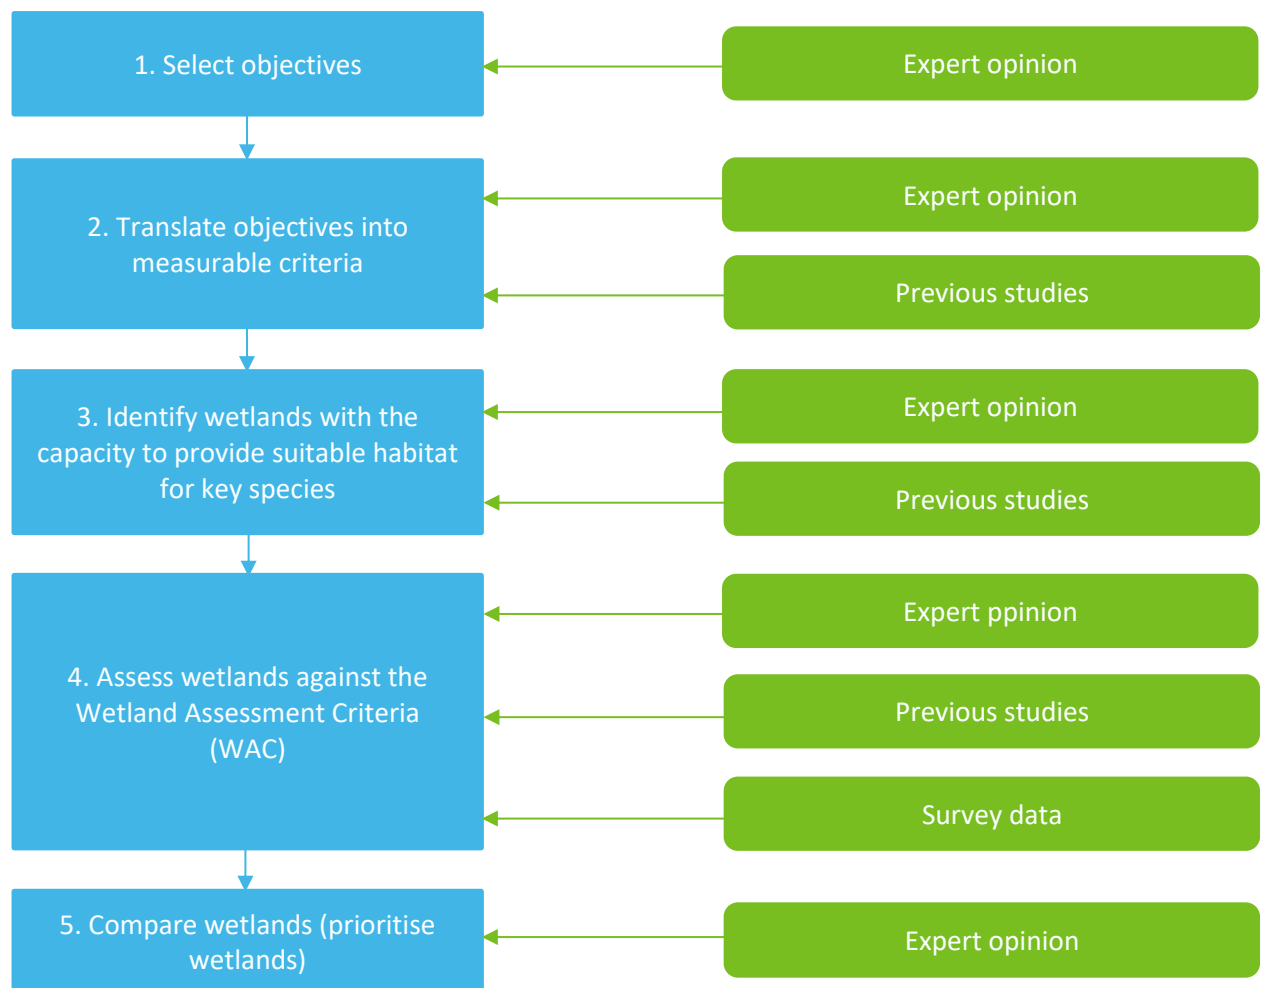 1. Select objectives
Expert opinion
2. Translate objectives into
measurable criteria
Expert opinion
Previous studies
3. Identify wetlands with the
capacity to provide suitable habitat
for key species
Expert opinion
Previous studies
4. Assess wetlands against the
Wetland Assessment Criteria
(WAC)
Expert ppinion
Previous studies
Survey data
5. Compare wetlands (prioritise
wetlands)
Expert opinion